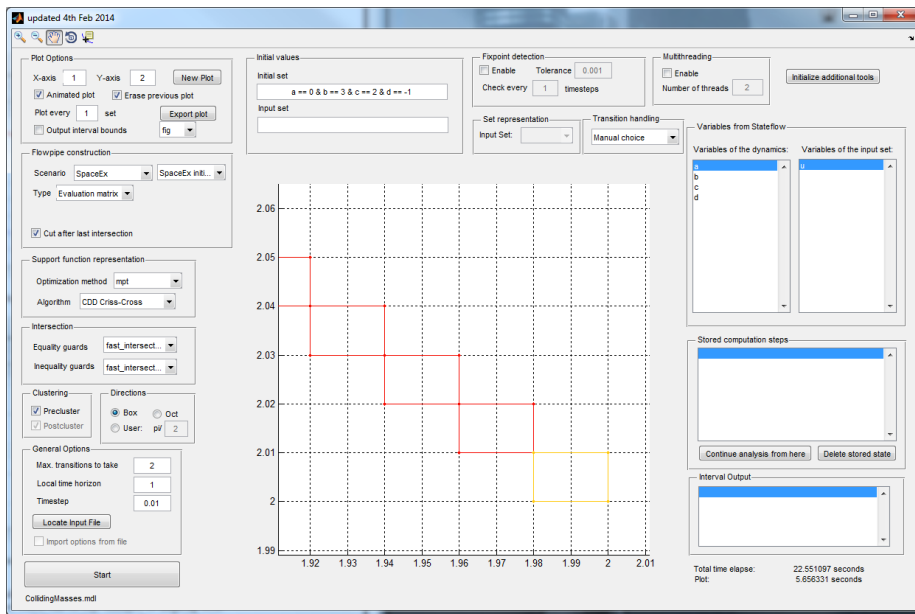 updated 4th Feb 2014
Plot Options
X-axis 1 Y-axis 2 New Plot
Animated plot Erase previous plot
Plot every 1 set Export plot
Output interval bounds fig
Flowpipe construction
Scenario SpaceEx SpaceEx initi...
Type Evaluation matrix
Cut after last intersection
Support function representation
Optimization method mpt
Algorithm CDD Criss-Cross
Intersection
Equality guards fast_intersect...
Inequality guards fast_intersect...
Clustering
Precluster
Postcluster
Directions
Box Oct
User: pi/ 2
General Options
Max. transitions to take 2
Local time horizon 1
Timestep 0.01
Locate Input File
Import options from file
Start
CollidingMasses.mdl
Initial values
Initial set
a == 0 & b == 3 & c == 2 & d == -1
Input set
Fixpoint detection
Enable Tolerance 0.001
Check every 1 timesteps
Multithreading
Enable
Number of threads 2
Initialize additional tools
Set representation
Input Set:
Transition handling
Manual choice
2.06
2.05
2.04
2.03
2.02
2.01
2
1.99
1.92 1.93 1.94 1.95 1.96 1.97 1.98 1.99 2 2.01
Variables from Stateflow
Variables of the dynamics: Variables of the input set:
a u
b
c
d
Stored computation steps
Continue analysis from here Delete stored state
Interval Output
Total time elapse: 22.551097 seconds
Plot: 5.656331 seconds